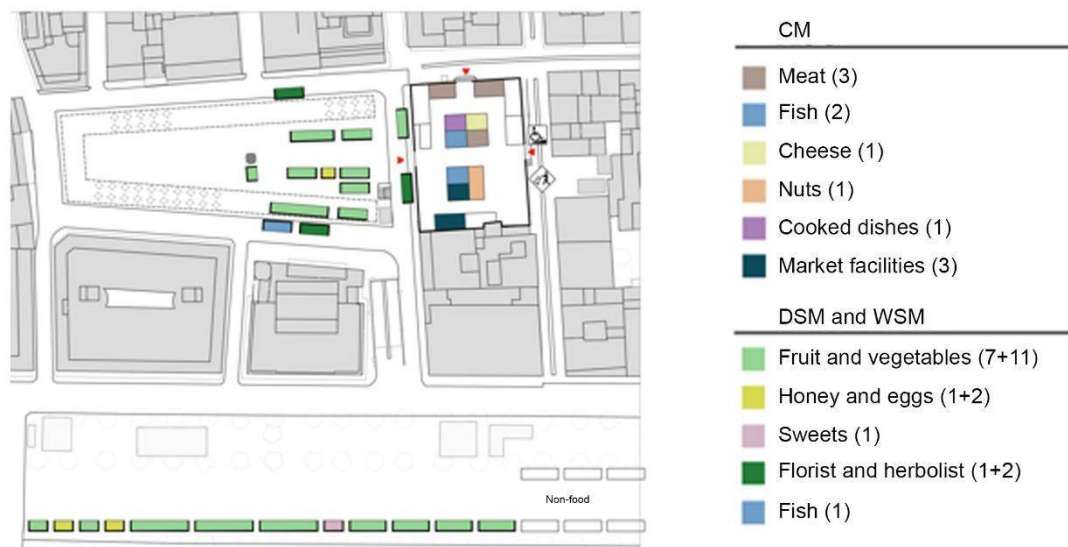 CM
Meat (3)
Fish (2)
Cheese (1)
Nuts (1)
Cooked dishes (1)
Market facilities (3)
DSM and WSM
Fruit and vegetables (7+11)
Honey and eggs (1+2)
Sweets (1)
Florist and herbolist (1+2)
Fish (1)
Non-food